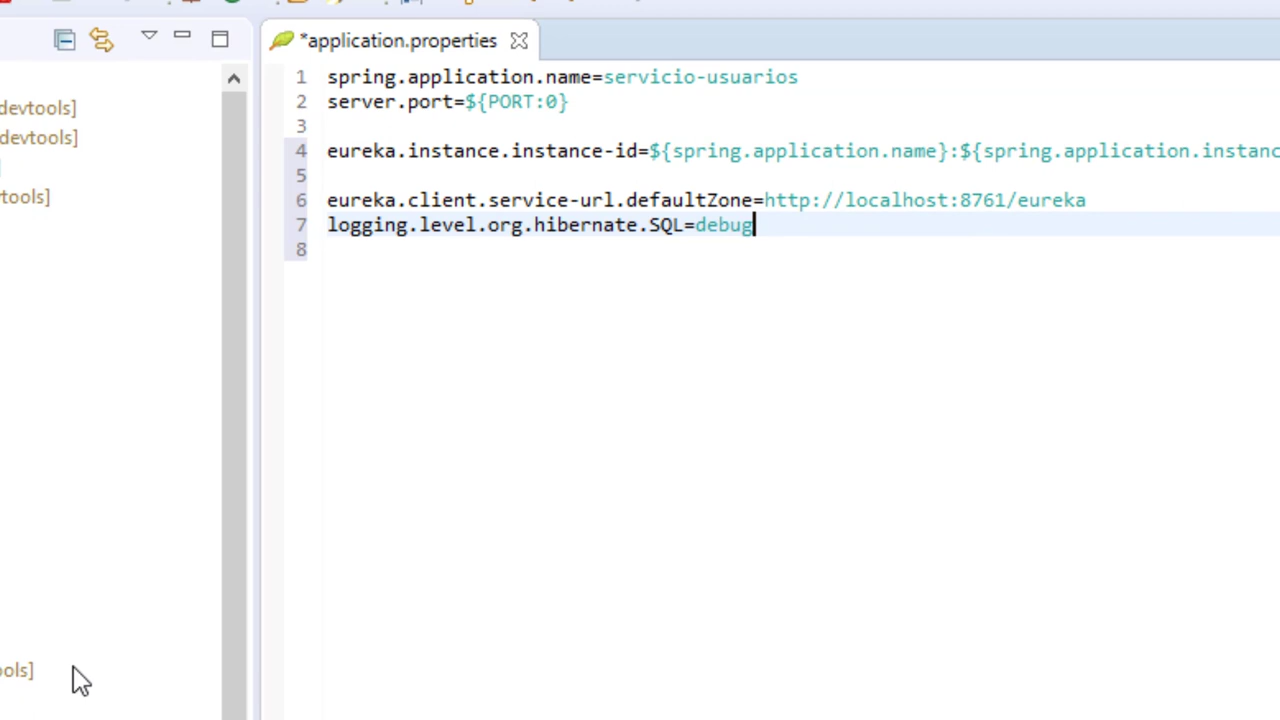 *application.properties
devtools]
devtools]
]
vtools]
ools]
1 spring.application.name=servicio-usuarios
2 server.port=${PORT:0}
3
4 eureka.instance.instance-id=${spring.application.name}:${spring.application.instanc
5
6 eureka.client.service-url.defaultZone=http://localhost:8761/eureka
7 logging.level.org.hibernate.SQL=debug
8